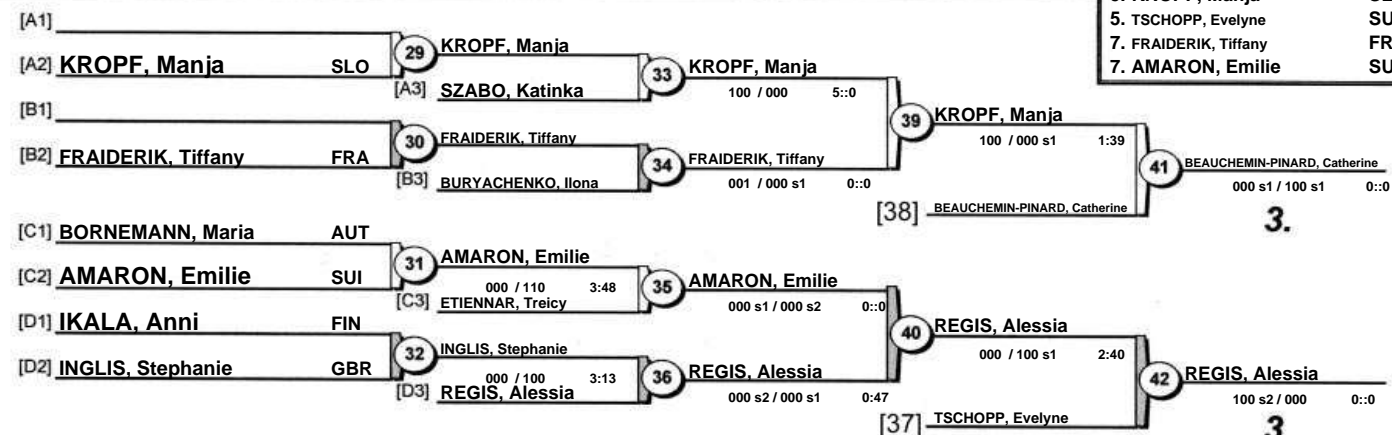 5. TSCHOPP, Evelyne SU
7. FRAIDERIK, Tiffany FR
7. AMARON, Emilie SU
[A1]
[A2] KROPF, Manja SLO
29
KROPF, Manja
[A3] SZABO, Katinka
33
KROPF, Manja
100 / 000 5::0
[B1]
[B2] FRAIDERIK, Tiffany FRA
30
FRAIDERIK, Tiffany
[B3] BURYACHENKO, Ilona
34
FRAIDERIK, Tiffany
001 / 000 s1 0::0
39
KROPF, Manja
100 / 000 s1 1:39
[38] BEAUCHEMIN-PINARD, Catherine
41
BEAUCHEMIN-PINARD, Catherine
000 s1 / 100 s1 0::0
3.
[C1] BORNEMANN, Maria AUT
[C2] AMARON, Emilie SUI
31
AMARON, Emilie
000 / 110 3:48
[C3] ETIENNAR, Treicy
35
AMARON, Emilie
000 s1 / 000 s2 0::0
[D1] IKALA, Anni FIN
[D2] INGLIS, Stephanie GBR
32
INGLIS, Stephanie
000 / 100 3:13
[D3] REGIS, Alessia
36
REGIS, Alessia
000 s2 / 000 s1 0:47
40
REGIS, Alessia
000 / 100 s1 2:40
[37] TSCHOPP, Evelyne
42
REGIS, Alessia
100 s2 / 000 0::0
3